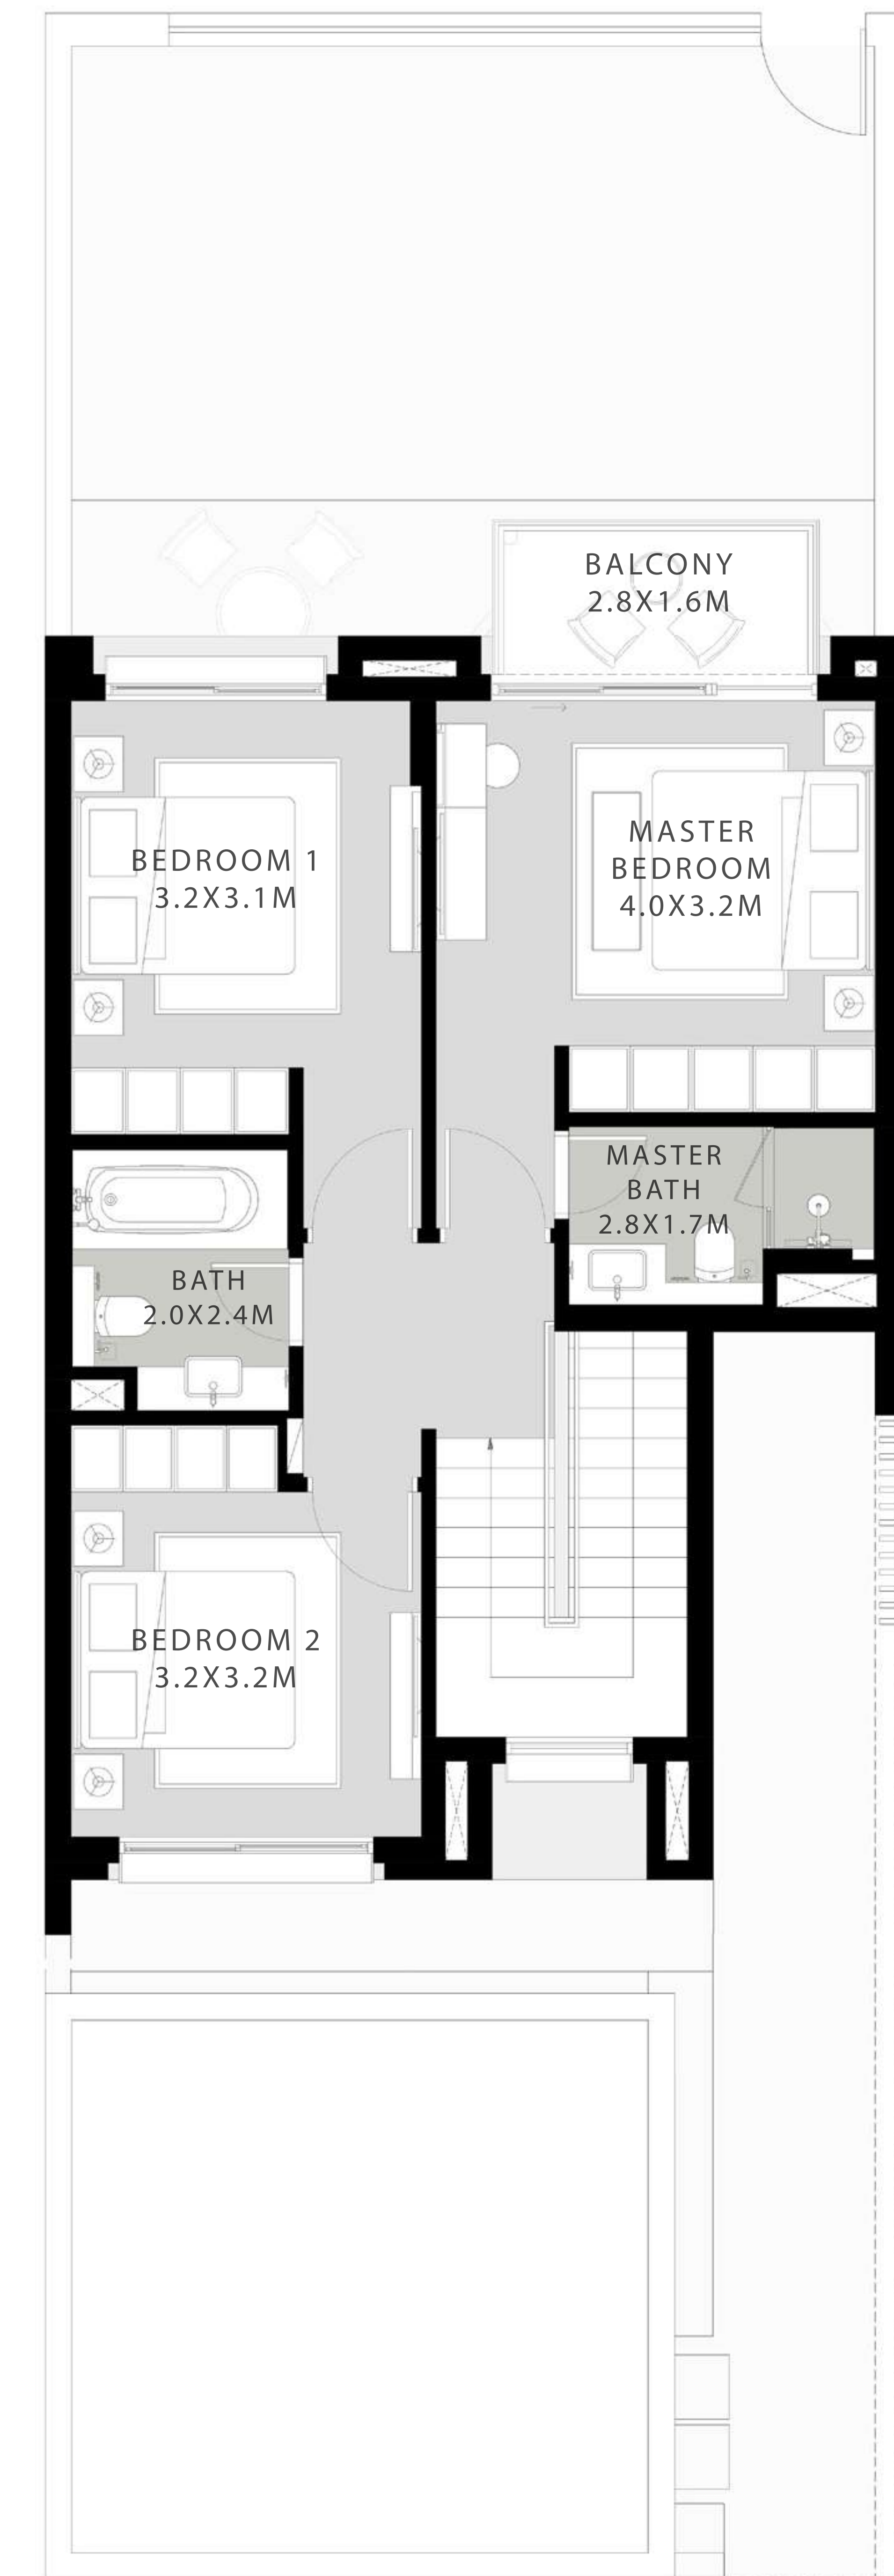 BALCONY
2.8X1.6M
MASTER
BEDROOM
4.0X3.2M
BEDROOM 1
3.2X3.1M
MASTER
BATH
2.8X1.7M
BATH
2.0X2.4M
BEDROOM 2
3.2X3.2M